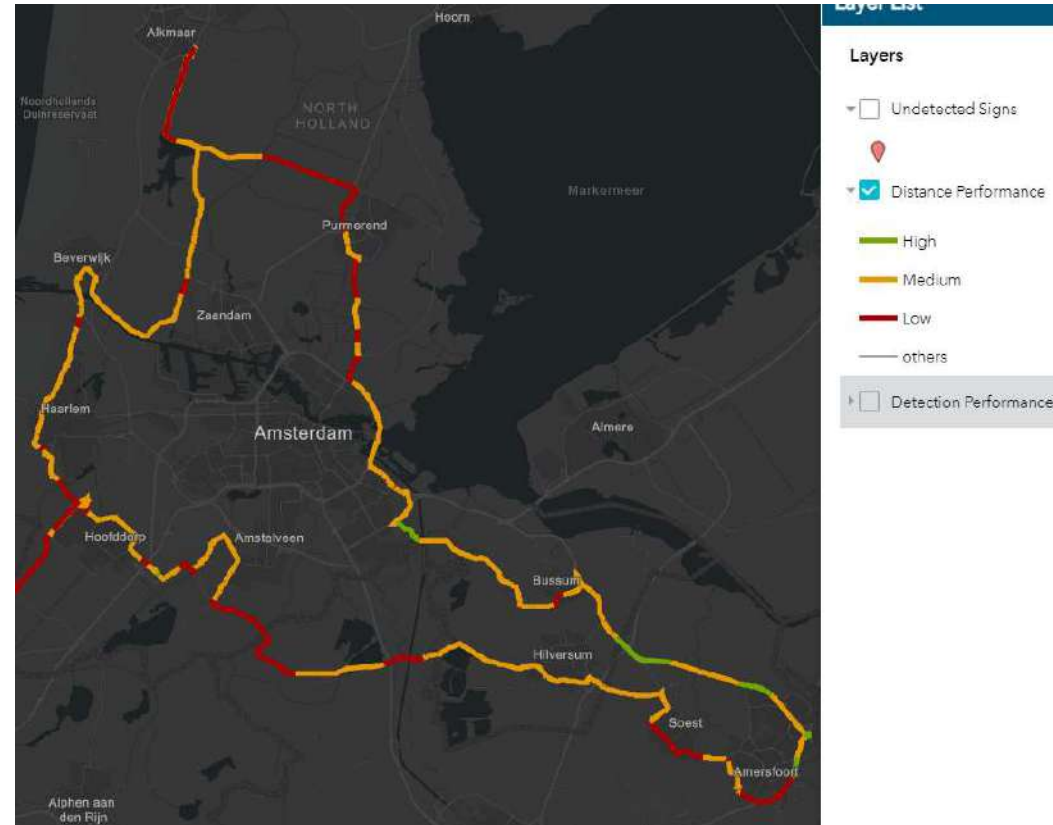 Hoorn
Alkmaar
Noordhollands
Duinreservaat
NORTH
HOLLAND
Markermeer
Purmerend
Beverwijk
Zaandam
Haarlem
Amsterdam
Almere
Hoofddorp
Amstelveen
Bussum
Hilversum
Soest
Amersfoort
Alphen aan
den Rijn
Layer List
Layers
Undetected Signs
Distance Performance
High
Medium
Low
others
Detection Performance